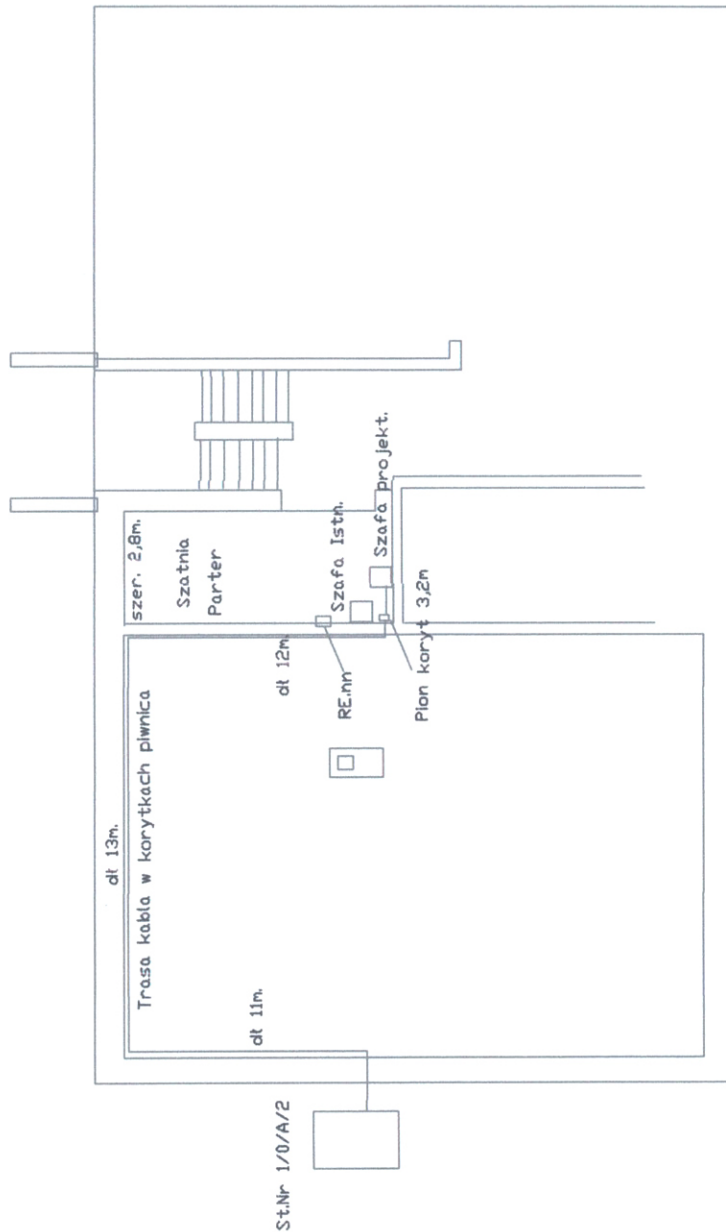 szer. 2,8m.
Szatnia
Parter
Szafa Istn.
Szafa projekt.
RE.nn
Pion koryt 3,2m
dł 12m.
Trasa kabla w korytkach piwnica
dł 13m.
dł 11m.
St.Nr 1/0/A/2